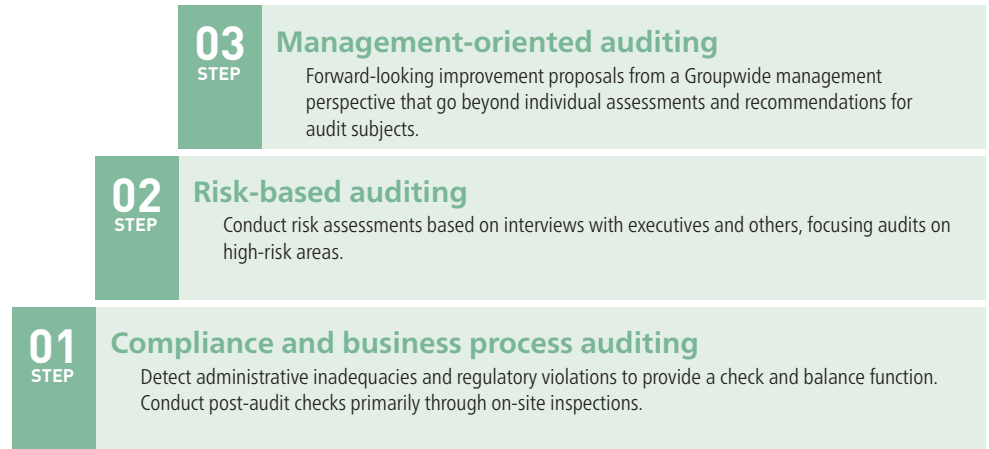 03
STEP
Management-oriented auditing
Forward-looking improvement proposals from a Groupwide management
perspective that go beyond individual assessments and recommendations for
audit subjects.
02
STEP
Risk-based auditing
Conduct risk assessments based on interviews with executives and others, focusing audits on
high-risk areas.
01
STEP
Compliance and business process auditing
Detect administrative inadequacies and regulatory violations to provide a check and balance function.
Conduct post-audit checks primarily through on-site inspections.